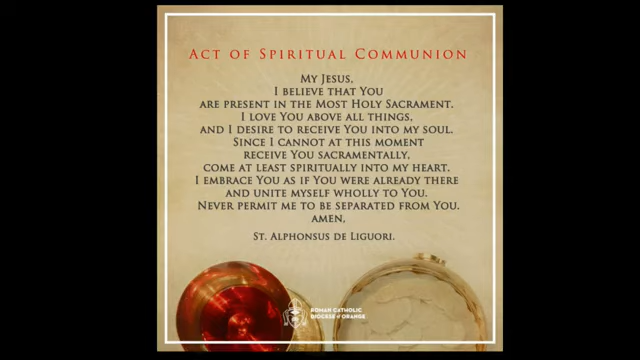 Act of Spiritual Communion
My Jesus,
I believe that You
are present in the Most Holy Sacrament.
I love You above all things,
and I desire to receive You into my soul.
Since I cannot at this moment
receive You sacramentally,
come at least spiritually into my heart.
I embrace You as if You were already there
and unite myself wholly to You.
Never permit me to be separated from You.
Amen,
St. Alphonsus de Liguori.
Roman Catholic
Diocese of Orange